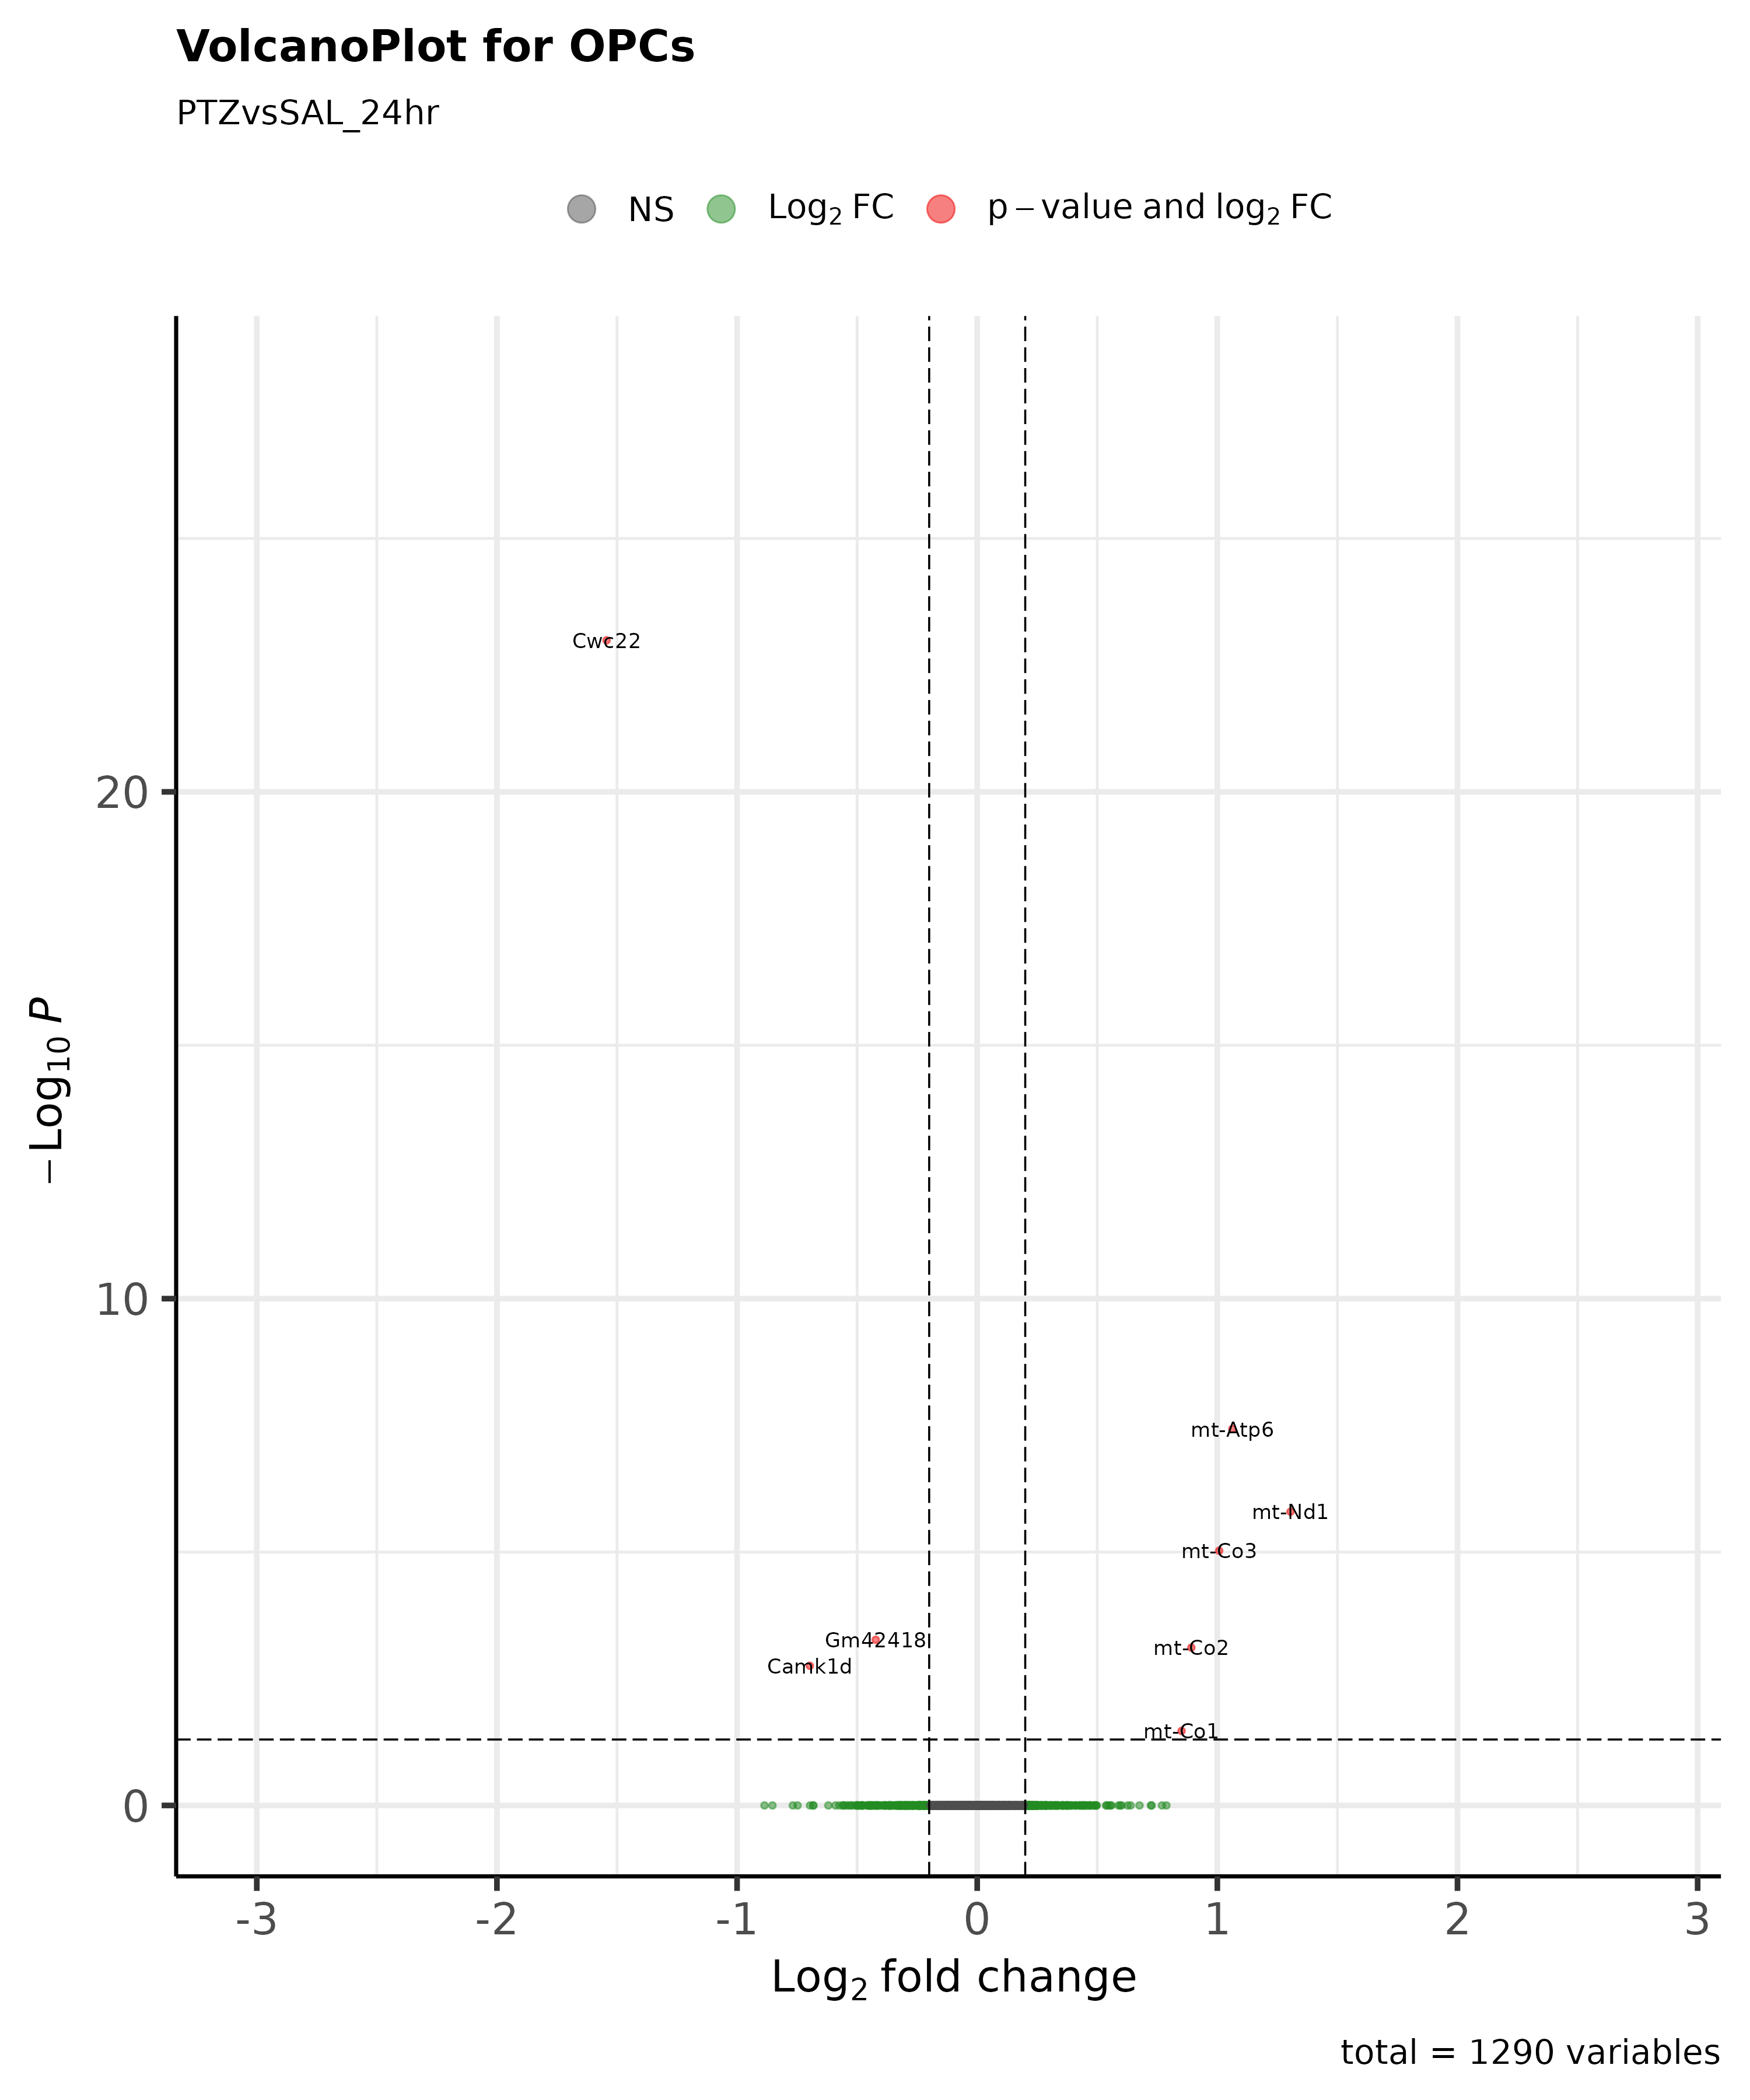 VolcanoPlot for OPCs
PTZvsSAL_24hr
NS Log₂ FC p − value and log₂ FC
Cwc22
20
−Log₁₀ P
10
mt-Atp6
mt-Nd1
mt-Co3
Gm42418
mt-Co2
Camk1d
mt-Co1
0
-3 -2 -1 0 1 2 3
Log₂ fold change
total = 1290 variables